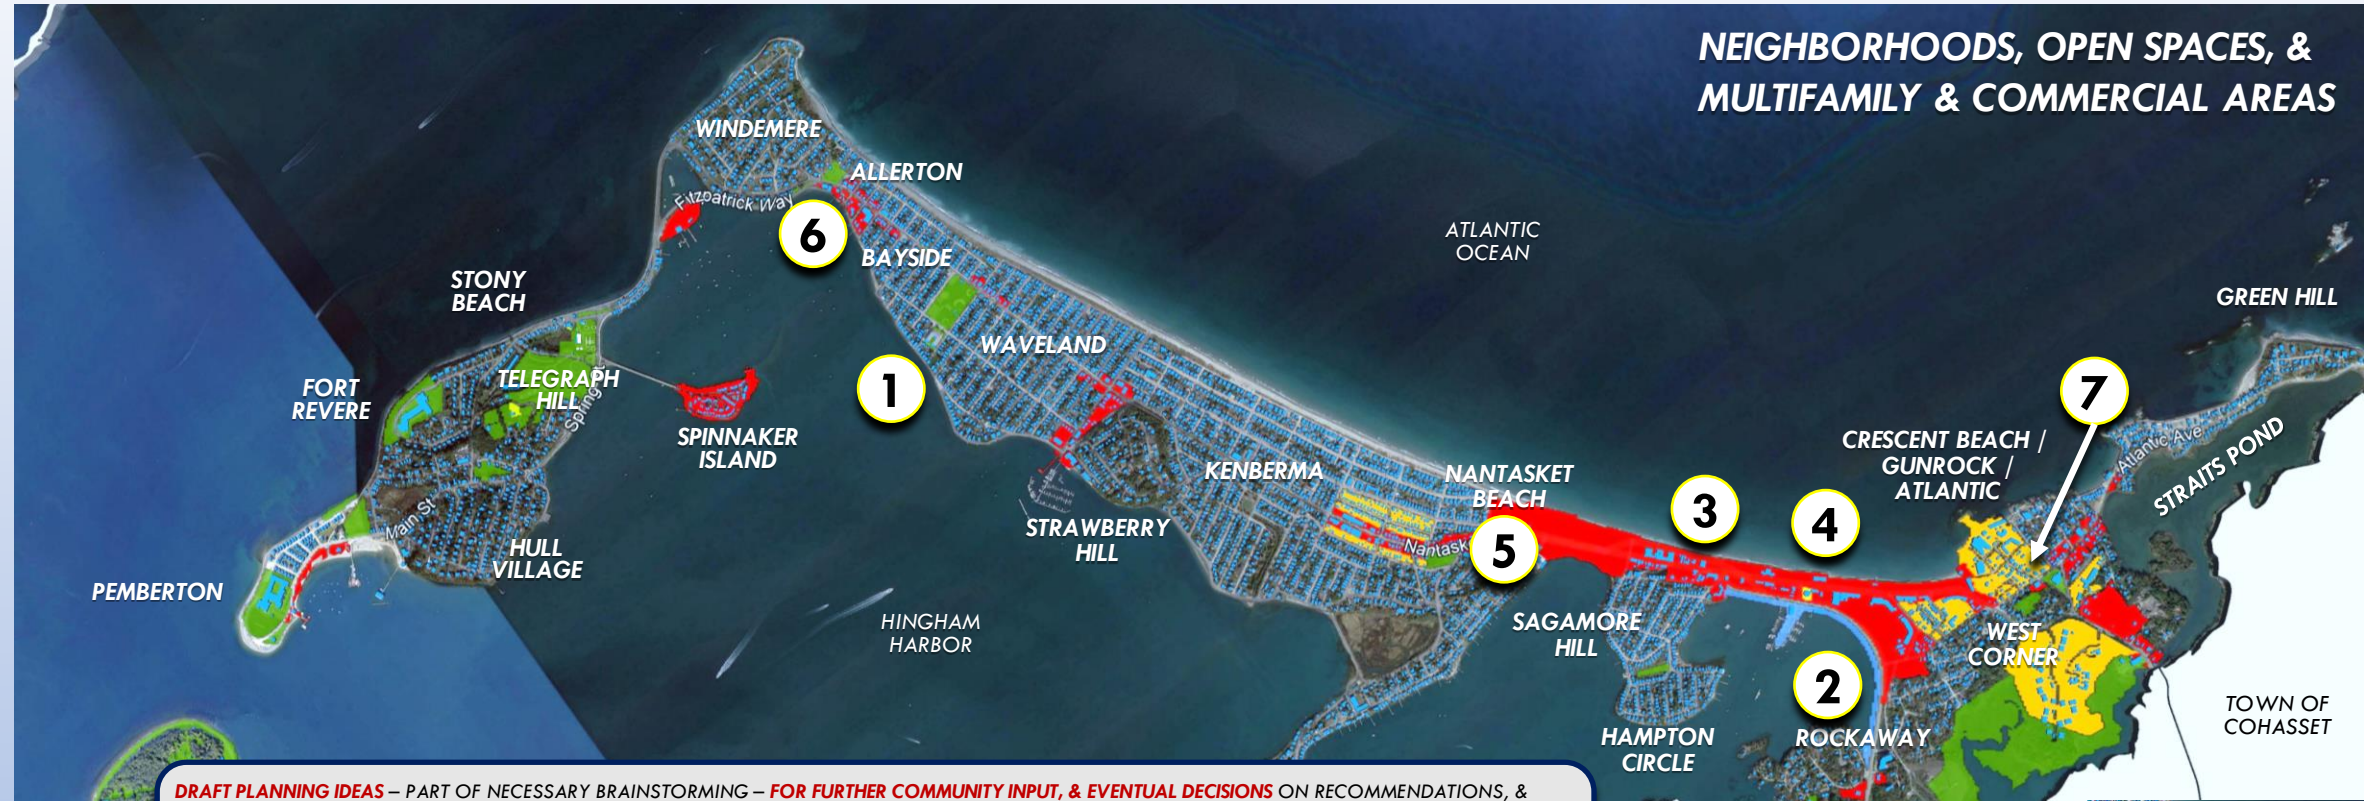 NEIGHBORHOODS, OPEN SPACES, &
MULTIFAMILY & COMMERCIAL AREAS
WINDEMERE
ALLERTON
Fitzpatrick Way
6
BAYSIDE
ATLANTIC
OCEAN
STONY
BEACH
GREEN HILL
WAVELAND
FORT
REVERE
TELEGRAPH
HILL
Spring St
1
7
SPINNAKER
ISLAND
CRESCENT BEACH /
GUNROCK /
ATLANTIC
Atlantic Ave
STRAITS POND
KENBERMA
NANTASKET
BEACH
3
4
STRAWBERRY
HILL
Main St
5
HULL
VILLAGE
PEMBERTON
HINGHAM
HARBOR
SAGAMORE
HILL
WEST
CORNER
2
TOWN OF
COHASSET
HAMPTON
CIRCLE
ROCKAWAY
DRAFT PLANNING IDEAS – PART OF NECESSARY BRAINSTORMING – FOR FURTHER COMMUNITY INPUT, & EVENTUAL DECISIONS ON RECOMMENDATIONS, &